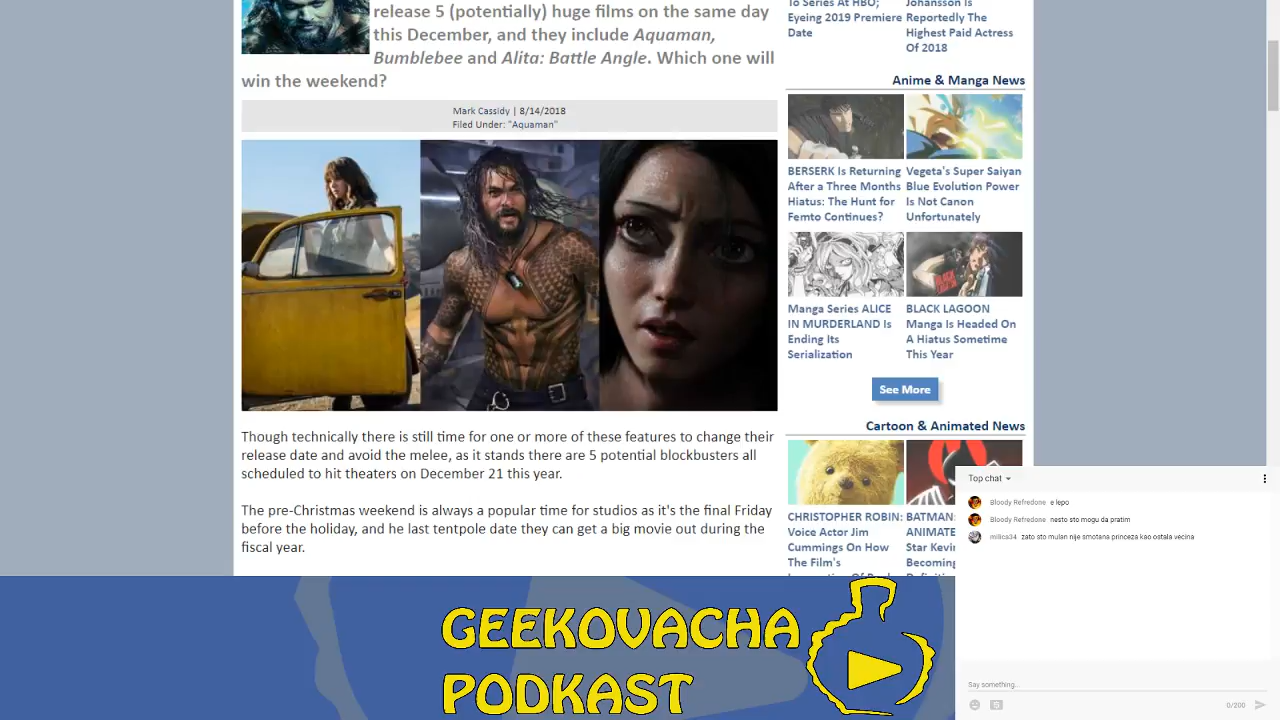 release 5 (potentially) huge films on the same day
this December, and they include Aquaman,
Bumblebee and Alita: Battle Angle. Which one will
win the weekend?
Mark Cassidy | 8/14/2018
Filed Under: "Aquaman"
Though technically there is still time for one or more of these features to change their
release date and avoid the melee, as it stands there are 5 potential blockbusters all
scheduled to hit theaters on December 21 this year.
The pre-Christmas weekend is always a popular time for studios as it's the final Friday
before the holiday, and he last tentpole date they can get a big movie out during the
fiscal year.
To Series At HBO;
Eyeing 2019 Premiere
Date
Johansson Is
Reportedly The
Highest Paid Actress
Of 2018
Anime & Manga News
BERSERK Is Returning
After a Three Months
Hiatus: The Hunt for
Femto Continues?
Vegeta's Super Saiyan
Blue Evolution Power
Is Not Canon
Unfortunately
Manga Series ALICE
IN MURDERLAND Is
Ending Its
Serialization
BLACK LAGOON
Manga Is Headed On
A Hiatus Sometime
This Year
See More
Cartoon & Animated News
CHRISTOPHER ROBIN:
Voice Actor Jim
Cummings On How
The Film's
BATMAN:
ANIMATE
Star Kevi
Becoming
Top chat
Bloody Refredone e lepo
Bloody Refredone nesto sto mogu da pratim
milica34 zato sto mulan nije smotana princeza kao ostala vecina
Say something...
0/200
GEEKOVACHA
PODKAST